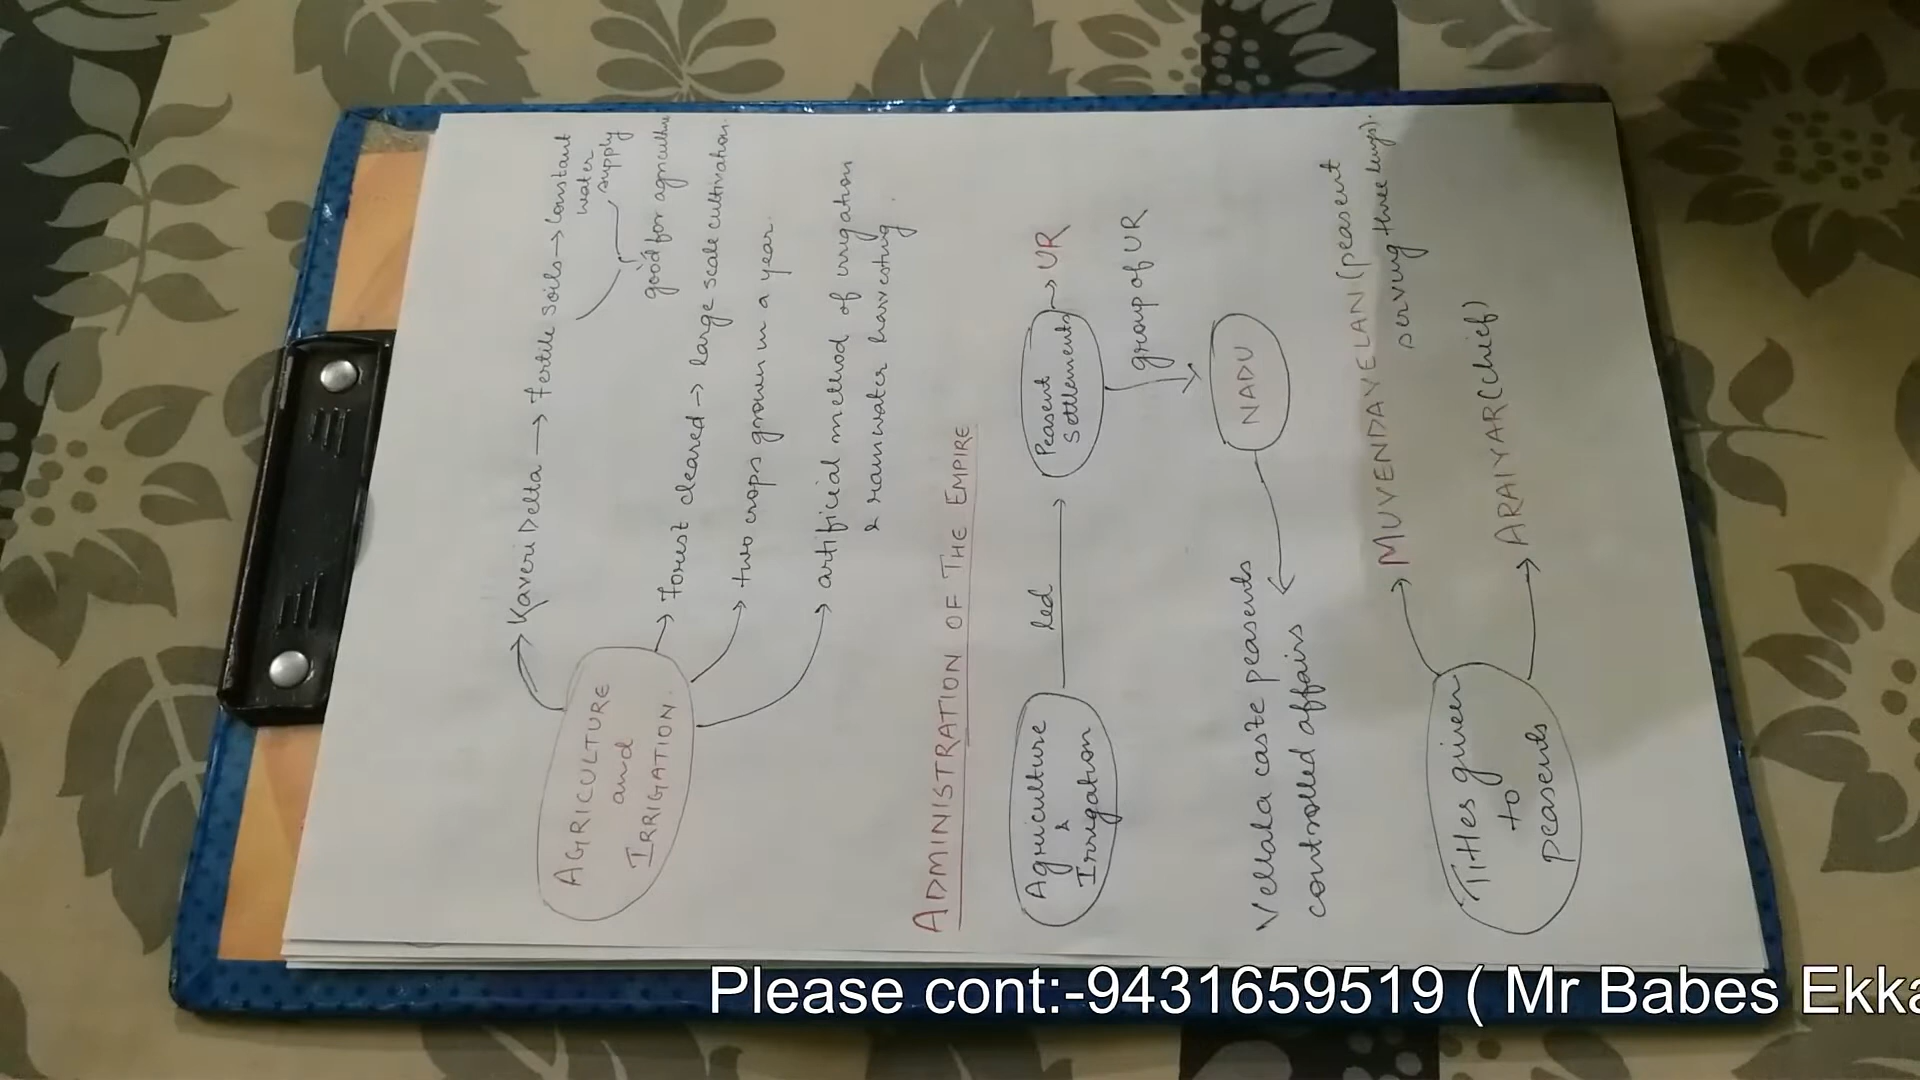 AGRICULTURE
and
IRRIGATION.
Kaveri Delta → Fertile soils → Constant
water
supply
good for agriculture
Forest cleared → large scale cultivation.
two crops grown in a year.
artificial method of irrigation
& rainwater harvesting.
ADMINISTRATION OF THE EMPIRE
Agriculture
&
Irrigation
led
Peasent
Settlements
→ UR
group of UR
NADU
Vellala caste peasents
controlled affairs
Titles given
to
peasents
MUVENDAVELAN (peasent
serving three kings).
ARAIYAR (chief)
Please cont:-9431659519 ( Mr Babes Ekka